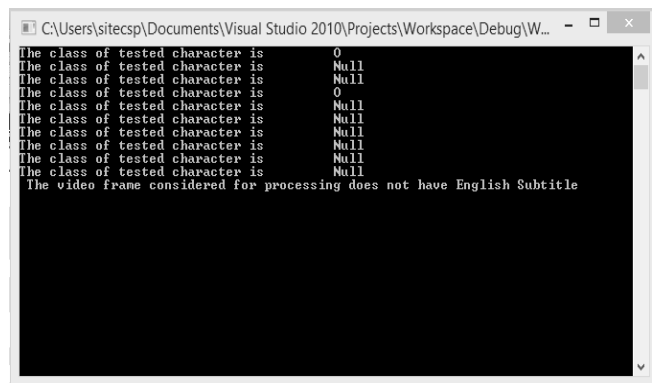 C:\Users\sitecsp\Documents\Visual Studio 2010\Projects\Workspace\Debug\W...
The class of tested character is O
The class of tested character is Null
The class of tested character is Null
The class of tested character is O
The class of tested character is Null
The class of tested character is Null
The class of tested character is Null
The class of tested character is Null
The class of tested character is Null
The class of tested character is Null
The video frame considered for processing does not have English Subtitle